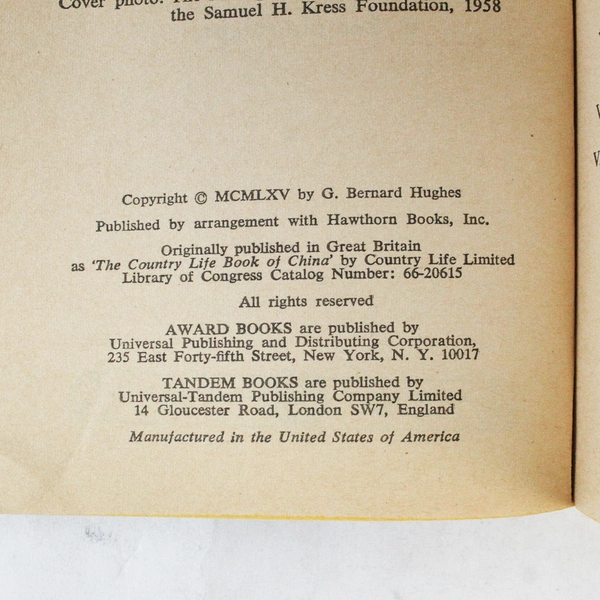 Cover photo: The
the Samuel H. Kress Foundation, 1958
Copyright © MCMLXV by G. Bernard Hughes
Published by arrangement with Hawthorn Books, Inc.
Originally published in Great Britain
as 'The Country Life Book of China' by Country Life Limited
Library of Congress Catalog Number: 66-20615
All rights reserved
AWARD BOOKS are published by
Universal Publishing and Distributing Corporation,
235 East Forty-fifth Street, New York, N. Y. 10017
TANDEM BOOKS are published by
Universal-Tandem Publishing Company Limited
14 Gloucester Road, London SW7, England
Manufactured in the United States of America